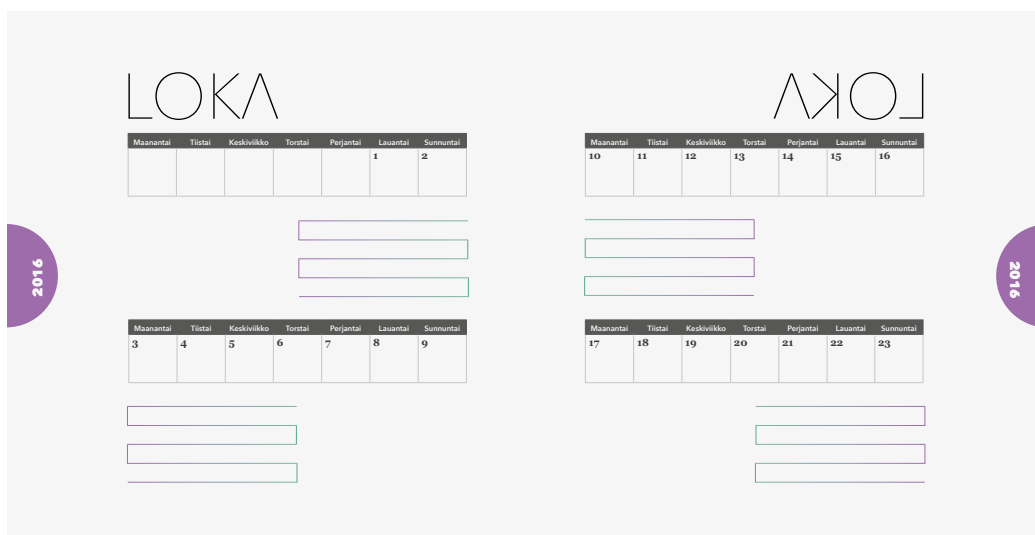 LOKA
Maanantai Tiistai Keskiviikko Torstai Perjantai Lauantai Sunnuntai
1 2
2016
Maanantai Tiistai Keskiviikko Torstai Perjantai Lauantai Sunnuntai
3 4 5 6 7 8 9
LOKA
Maanantai Tiistai Keskiviikko Torstai Perjantai Lauantai Sunnuntai
10 11 12 13 14 15 16
2016
Maanantai Tiistai Keskiviikko Torstai Perjantai Lauantai Sunnuntai
17 18 19 20 21 22 23